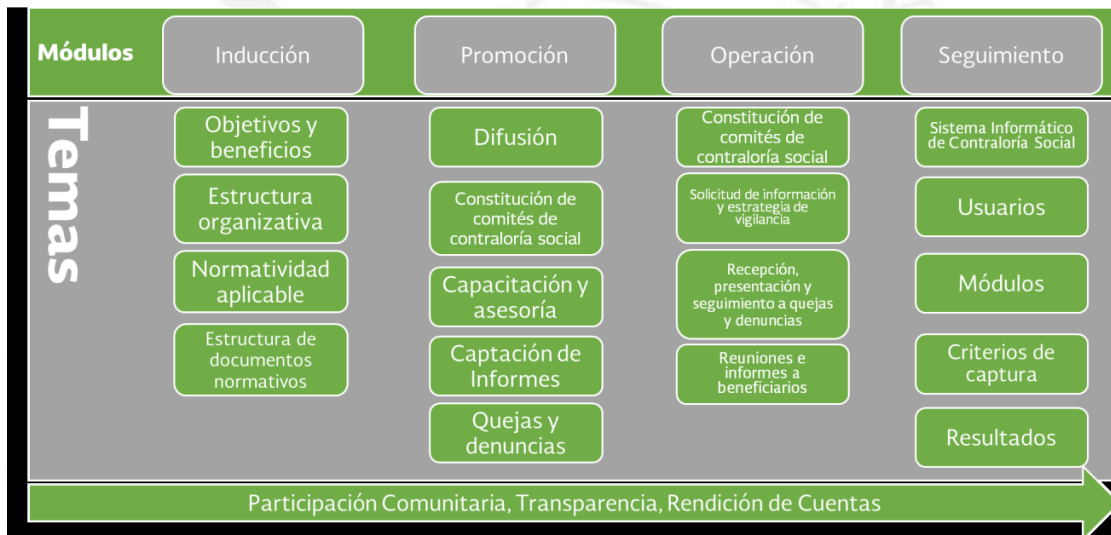 Módulos
Inducción
Promoción
Operación
Seguimiento
Temas
Objetivos y
beneficios
Estructura
organizativa
Normatividad
aplicable
Estructura de
documentos
normativos
Difusión
Constitución de
comités de
contraloría social
Capacitación y
asesoría
Captación de
Informes
Quejas y
denuncias
Constitución de
comités de
contraloría social
Solicitud de información
y estrategia de
vigilancia
Recepción,
presentación y
seguimiento a quejas
y denuncias
Reuniones e
informes a
beneficiarios
Sistema Informático
de Contraloría Social
Usuarios
Módulos
Criterios de
captura
Resultados
Participación Comunitaria, Transparencia, Rendición de Cuentas